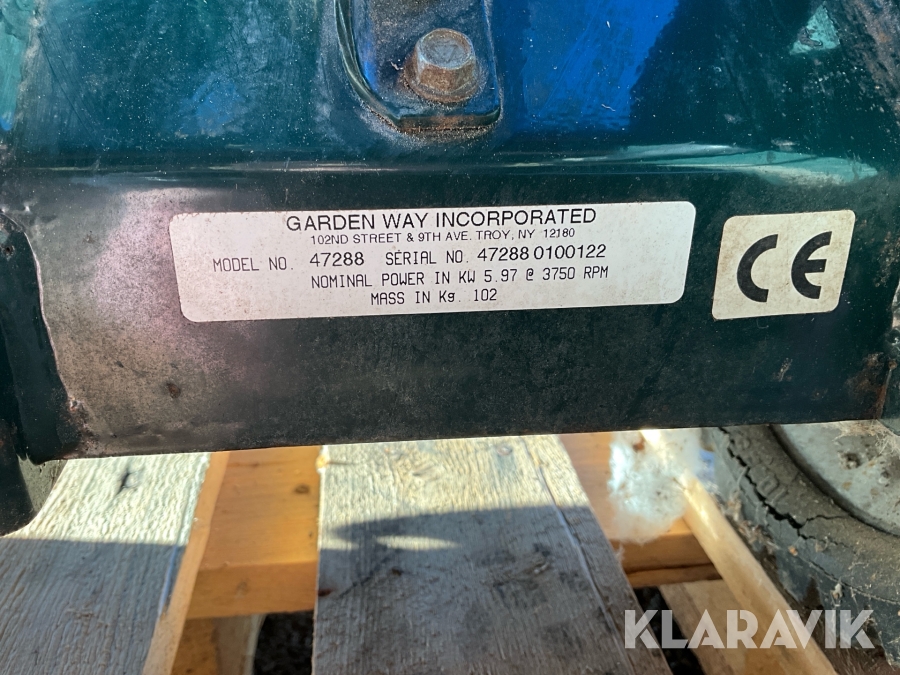 GARDEN WAY INCORPORATED
102ND STREET & 9TH AVE. TROY, NY 12180
MODEL NO. 47288 SERIAL NO. 47288 0100122
NOMINAL POWER IN KW 5.97 @ 3750 RPM
MASS IN Kg. 102
CE
KLARAVIK